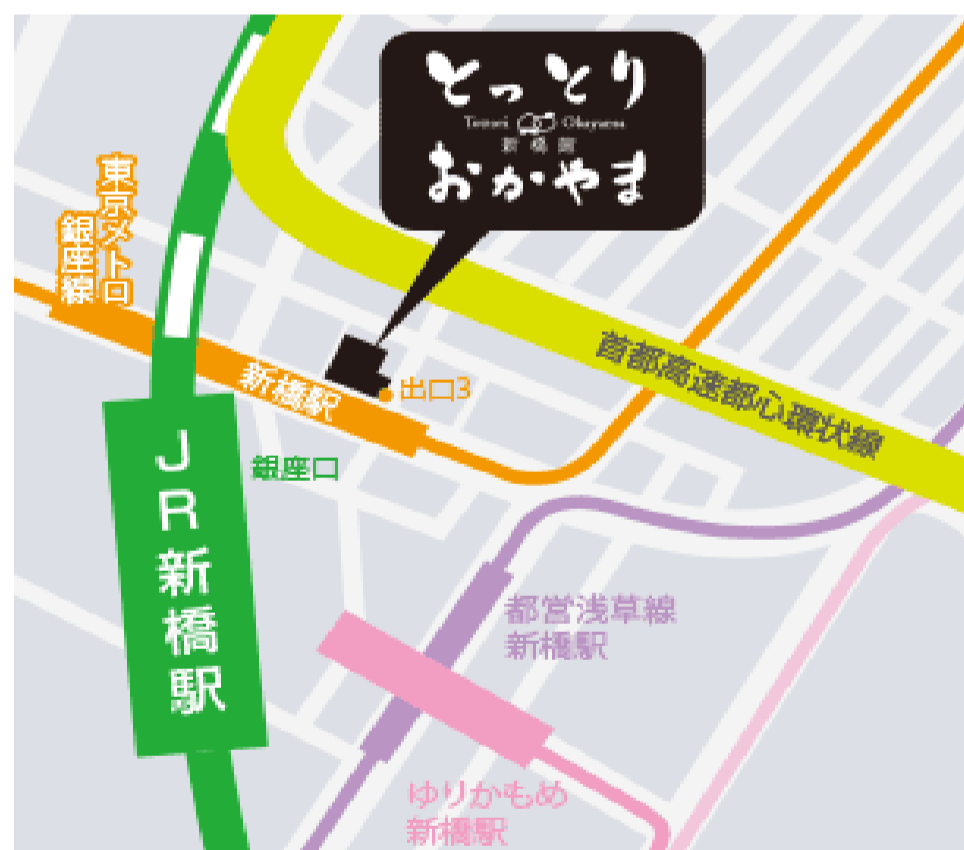 とっとり
Tottori Okayama
新橋館
おかやま
東京メトロ
銀座線
首都高速都心環状線
新橋駅
出口3
銀座口
JR新橋駅
都営浅草線
新橋駅
ゆりかもめ
新橋駅